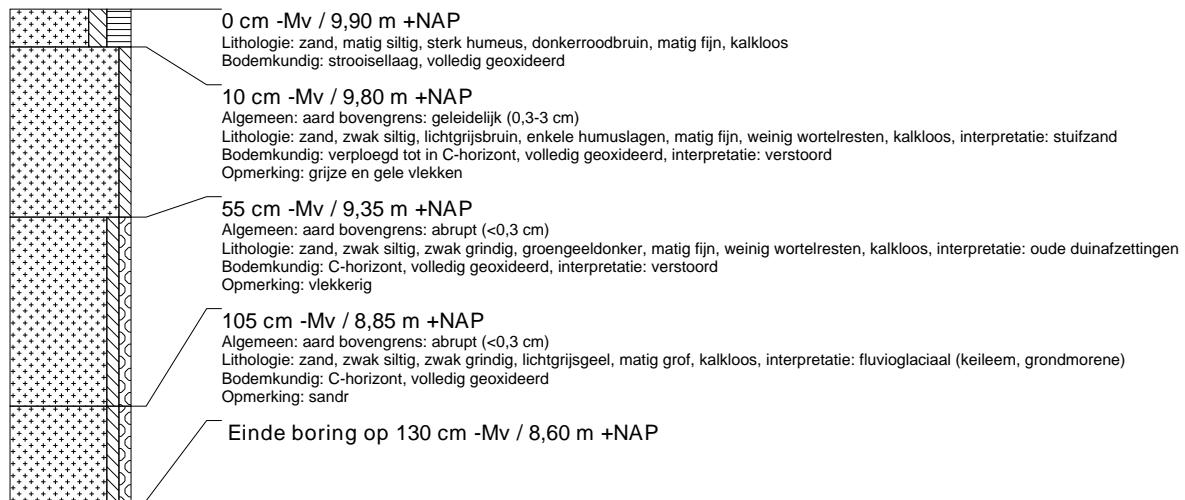 0 cm -Mv / 9,90 m +NAP
Lithologie: zand, matig siltig, sterk humeus, donkerroodbruin, matig fijn, kalkloos
Bodemkundig: strooisellaag, volledig geoxideerd
10 cm -Mv / 9,80 m +NAP
Algemeen: aard bovengrens: geleidelijk (0,3-3 cm)
Lithologie: zand, zwak siltig, lichtgrijsbruin, enkele humuslagen, matig fijn, weinig wortelresten, kalkloos, interpretatie: stuifzand
Bodemkundig: verploegd tot in C-horizont, volledig geoxideerd, interpretatie: verstoord
Opmerking: grijze en gele vlekken
55 cm -Mv / 9,35 m +NAP
Algemeen: aard bovengrens: abrupt (<0,3 cm)
Lithologie: zand, zwak siltig, zwak grindig, groengeeldonker, matig fijn, weinig wortelresten, kalkloos, interpretatie: oude duinafzettingen
Bodemkundig: C-horizont, volledig geoxideerd, interpretatie: verstoord
Opmerking: vlekkerig
105 cm -Mv / 8,85 m +NAP
Algemeen: aard bovengrens: abrupt (<0,3 cm)
Lithologie: zand, zwak siltig, zwak grindig, lichtgrijsgeel, matig grof, kalkloos, interpretatie: fluvioglaciaal (keileem, grondmorene)
Bodemkundig: C-horizont, volledig geoxideerd
Opmerking: sandr
Einde boring op 130 cm -Mv / 8,60 m +NAP